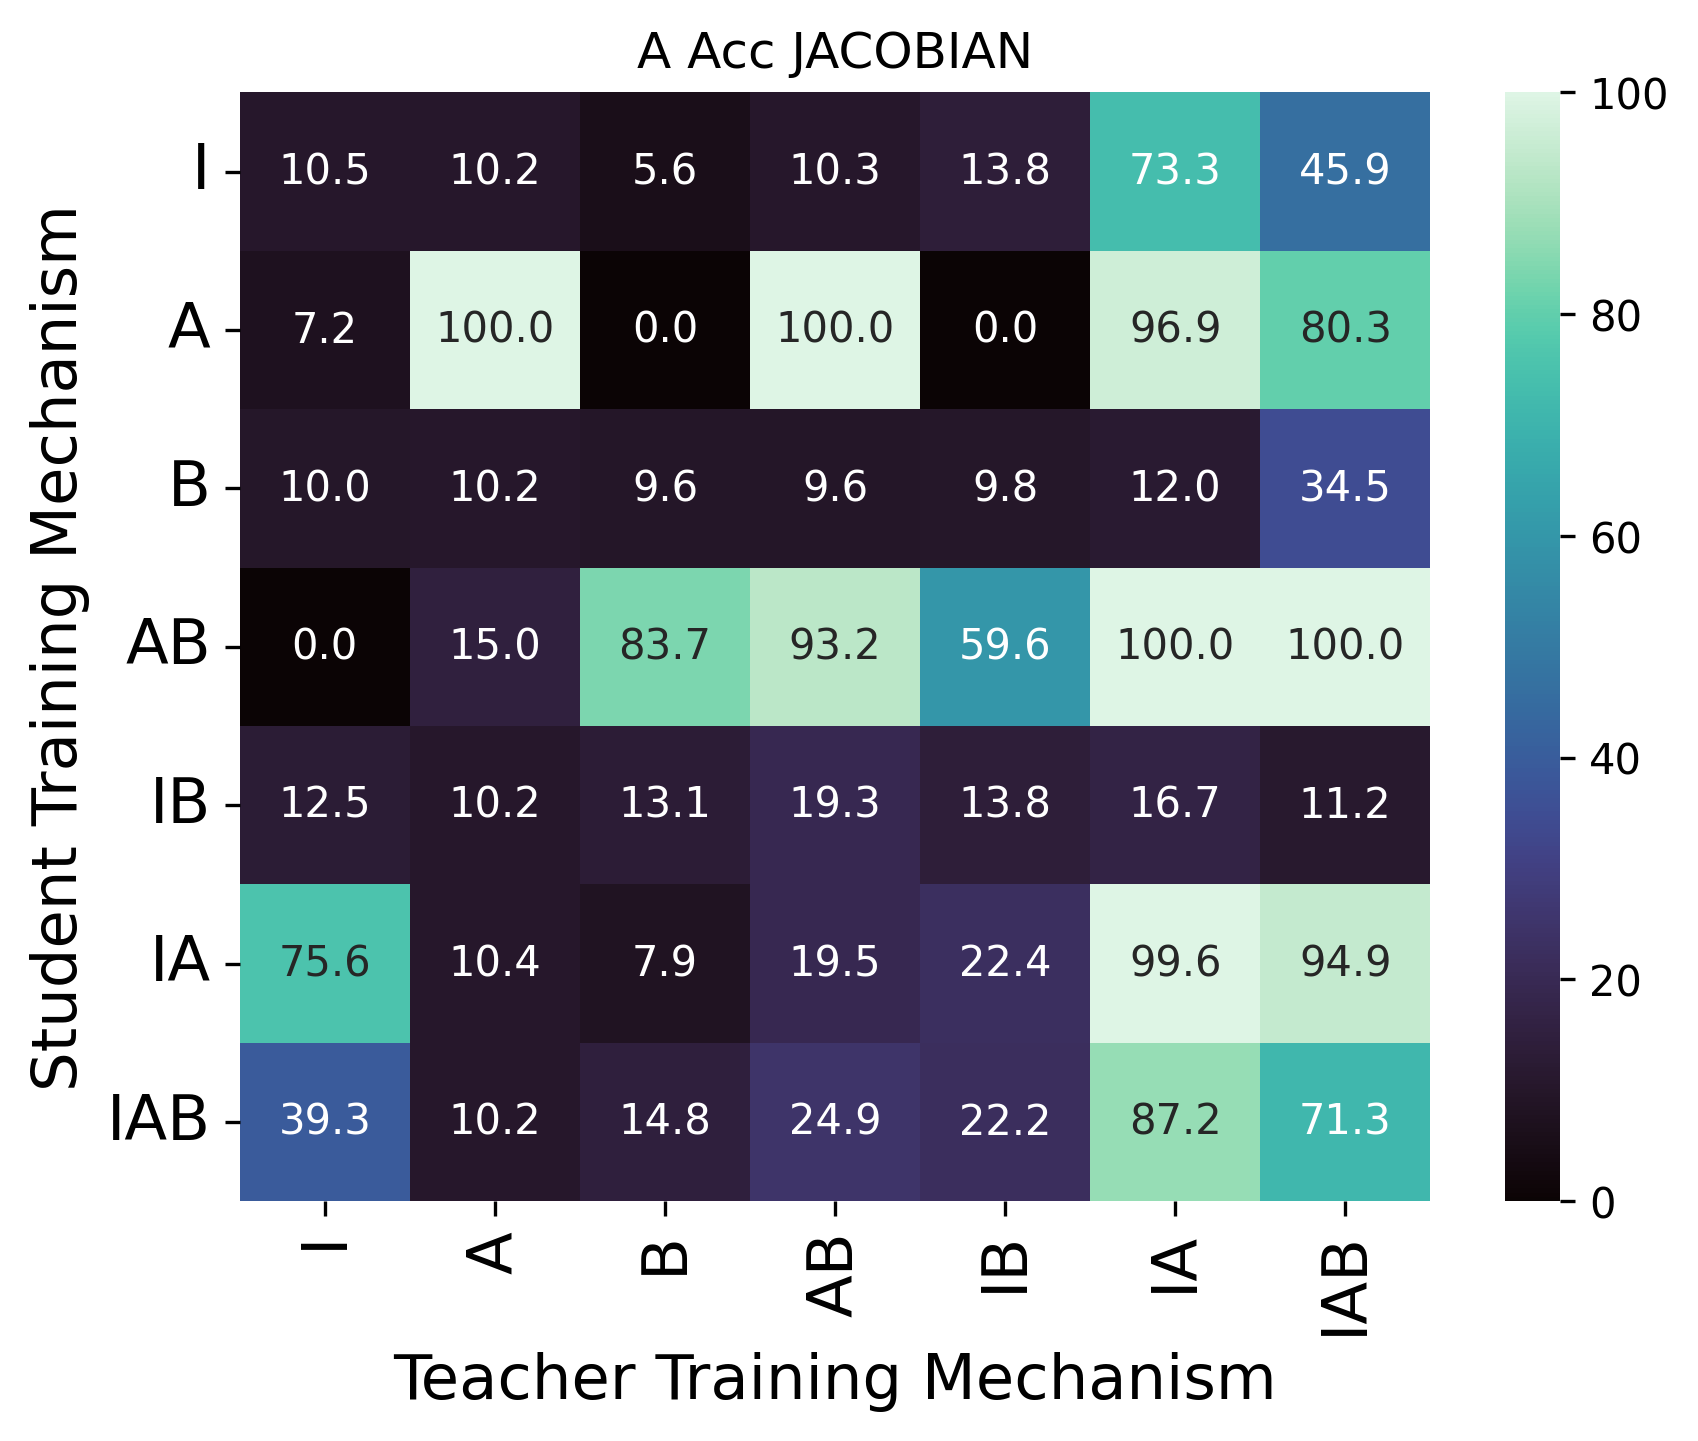 A Acc JACOBIAN
Student Training Mechanism
I 10.5 10.2 5.6 10.3 13.8 73.3 45.9
A 7.2 100.0 0.0 100.0 0.0 96.9 80.3
B 10.0 10.2 9.6 9.6 9.8 12.0 34.5
AB 0.0 15.0 83.7 93.2 59.6 100.0 100.0
IB 12.5 10.2 13.1 19.3 13.8 16.7 11.2
IA 75.6 10.4 7.9 19.5 22.4 99.6 94.9
IAB 39.3 10.2 14.8 24.9 22.2 87.2 71.3
I A B AB IB IA IAB
Teacher Training Mechanism
100
80
60
40
20
0